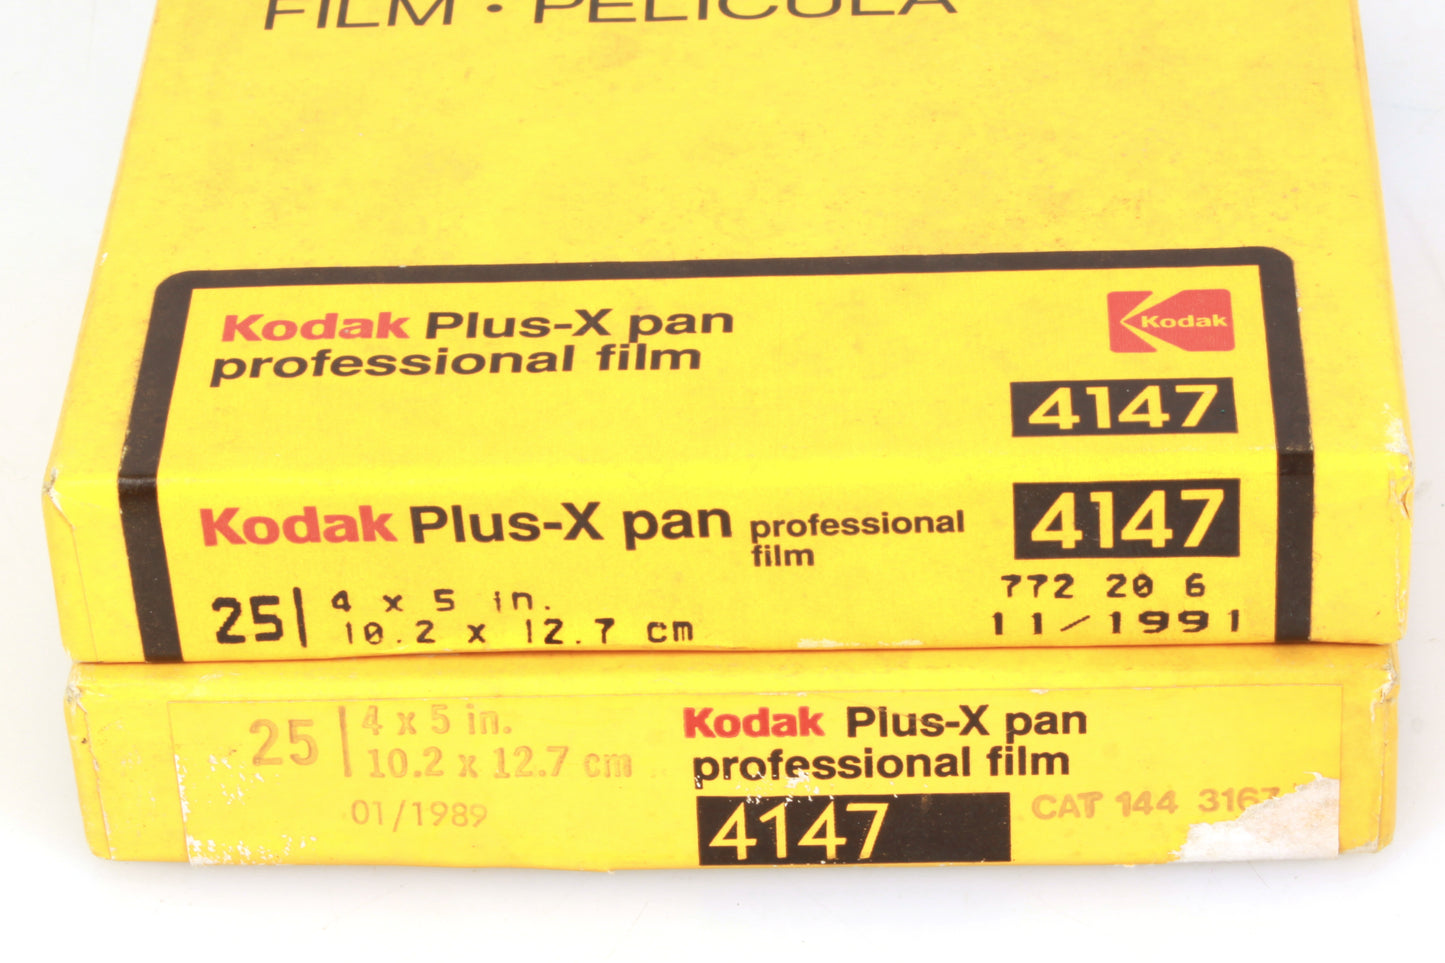 FILM • PELÍCULA
Kodak Plus-X pan
professional film
Kodak
4147
Kodak Plus-X pan professional
film
4147
25 4 x 5 in.
10.2 x 12.7 cm
772 20 6
11/1991
25 4 x 5 in.
10.2 x 12.7 cm
01/1989
Kodak Plus-X pan
professional film
4147
CAT 144 3167